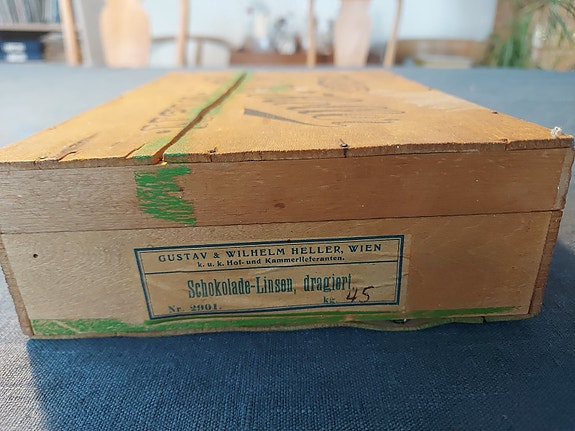 GUSTAV & WILHELM HELLER, WIEN
k. u. k. Hof- und Kammerlieferanten.
Schokolade-Linsen, dragiert
Nr. 2901. kg 45